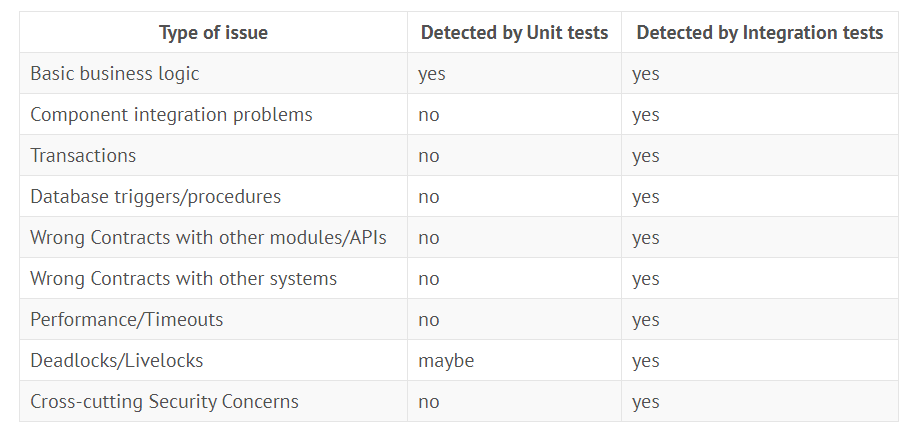 Type of issue Detected by Unit tests Detected by Integration tests
Basic business logic yes yes
Component integration problems no yes
Transactions no yes
Database triggers/procedures no yes
Wrong Contracts with other modules/APIs no yes
Wrong Contracts with other systems no yes
Performance/Timeouts no yes
Deadlocks/Livelocks maybe yes
Cross-cutting Security Concerns no yes